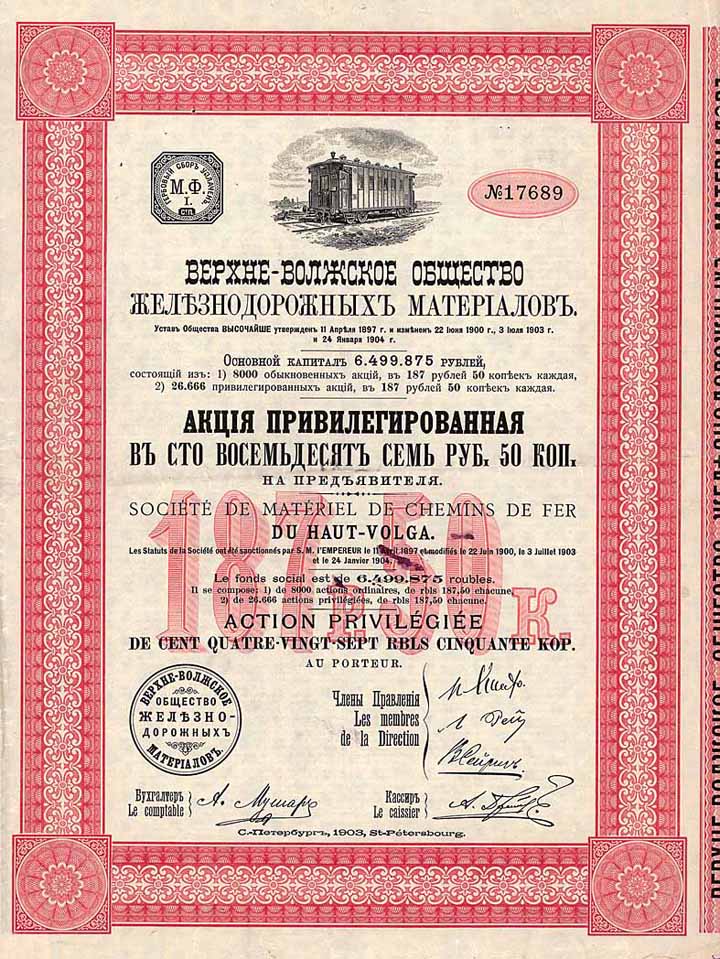 ГЕРБОВЫЙ СБОРЪ УПЛАЧЕНЪ.
М.Ф.
I.
СПБ.
№17689
ВЕРХНЕ-ВОЛЖСКОЕ ОБЩЕСТВО
ЖЕЛѢЗНОДОРОЖНЫХЪ МАТЕРІАЛОВЪ.
Уставъ Общества ВЫСОЧАЙШЕ утвержденъ 11 Апрѣля 1897 г. и измѣненъ 22 Іюня 1900 г., 3 Іюля 1903 г.
и 24 Января 1904 г.
Основной капиталъ 6.499.875 рублей,
состоящій изъ: 1) 8000 обыкновенныхъ акцій, въ 187 рублей 50 копѣекъ каждая,
2) 26.666 привилегированныхъ акцій, въ 187 рублей 50 копѣекъ каждая.
АКЦІЯ ПРИВИЛЕГИРОВАННАЯ
ВЪ СТО ВОСЕМЬДЕСЯТЪ СЕМЬ РУБ. 50 КОП.
НА ПРЕДЪЯВИТЕЛЯ.
187 Р. 50 К.
SOCIÉTÉ DE MATÉRIEL DE CHEMINS DE FER
DU HAUT-VOLGA.
Les Statuts de la Société ont été sanctionnés par S. M. l'EMPEREUR le 11 Avril 1897 et modifiés le 22 Juin 1900, le 3 Juillet 1903
et le 24 Janvier 1904.
Le fonds social est de 6.499.875 roubles.
Il se compose: 1) de 8000 actions ordinaires, de rbls 187,50 chacune,
2) de 26.666 actions privilégiées, de rbls 187,50 chacune.
ACTION PRIVILÉGIÉE
DE CENT QUATRE-VINGT-SEPT RBLS CINQUANTE KOP.
AU PORTEUR.
ВЕРХНЕ-ВОЛЖСКОЕ
ОБЩЕСТВО
ЖЕЛѢЗНО-
ДОРОЖНЫХЪ
МАТЕРІАЛОВЪ.
Члены Правленія
Les membres
de la Direction
Бухгалтеръ
Le comptable
Кассиръ
Le caissier
С.-Петербургъ, 1903, St-Pétersbourg.